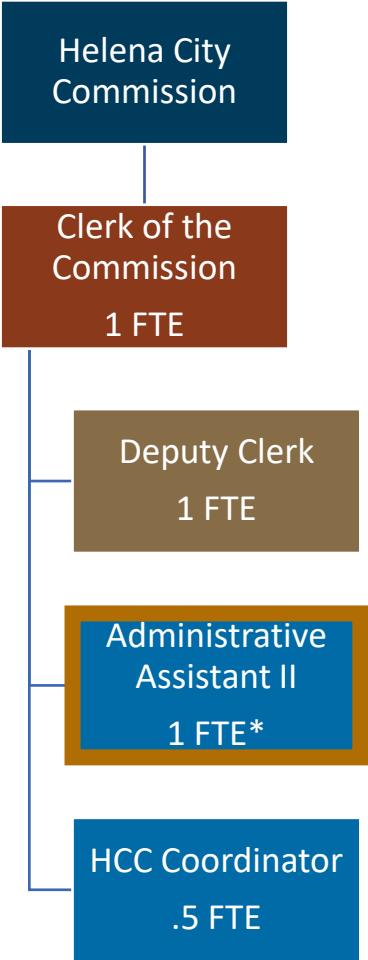 Helena City
Commission
Clerk of the
Commission
1 FTE
Deputy Clerk
1 FTE
Administrative
Assistant II
1 FTE*
HCC Coordinator
.5 FTE